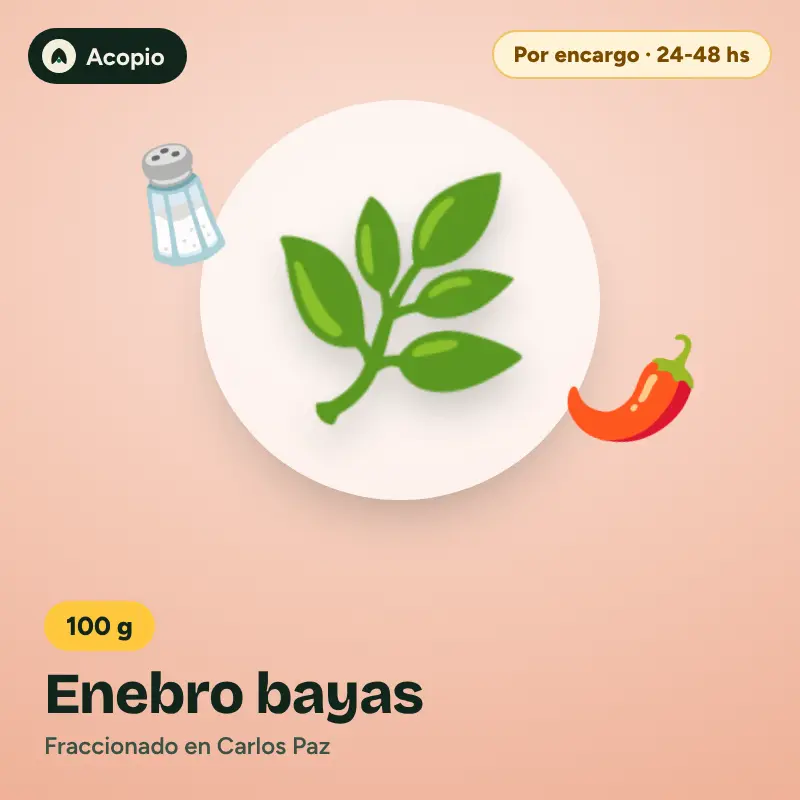 Acopio
Por encargo · 24-48 hs
100 g
Enebro bayas
Fraccionado en Carlos Paz